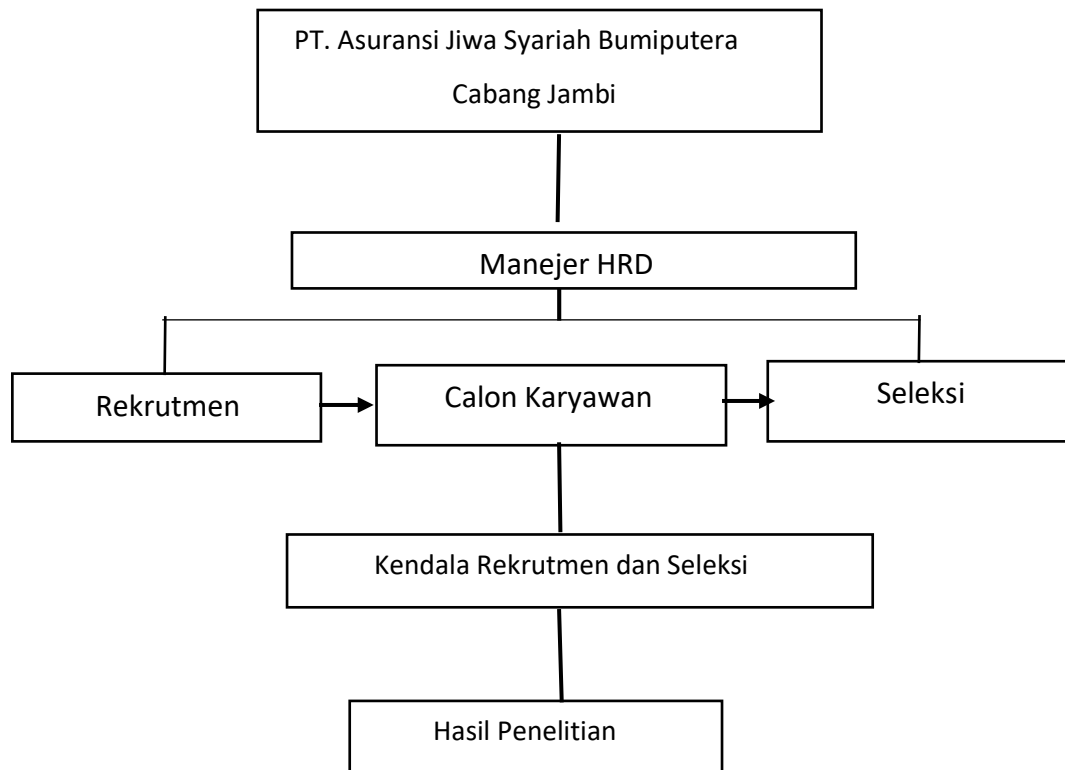 PT. Asuransi Jiwa Syariah Bumiputera
Cabang Jambi
Manejer HRD
Rekrutmen
Calon Karyawan
Seleksi
Kendala Rekrutmen dan Seleksi
Hasil Penelitian